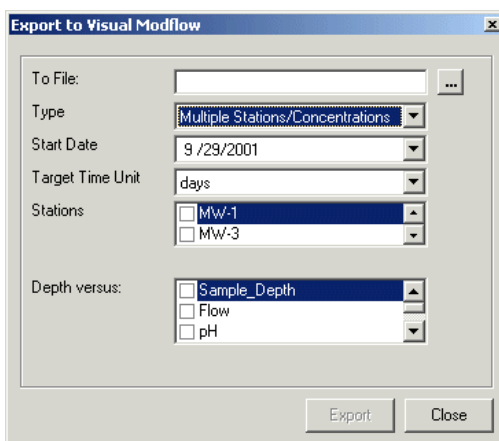 Export to Visual Modflow
To File:
...
Type
Multiple Stations/Concentrations
Start Date
9 /29/2001
Target Time Unit
days
Stations
MW-1
MW-3
Depth versus:
Sample_Depth
Flow
pH
Export
Close